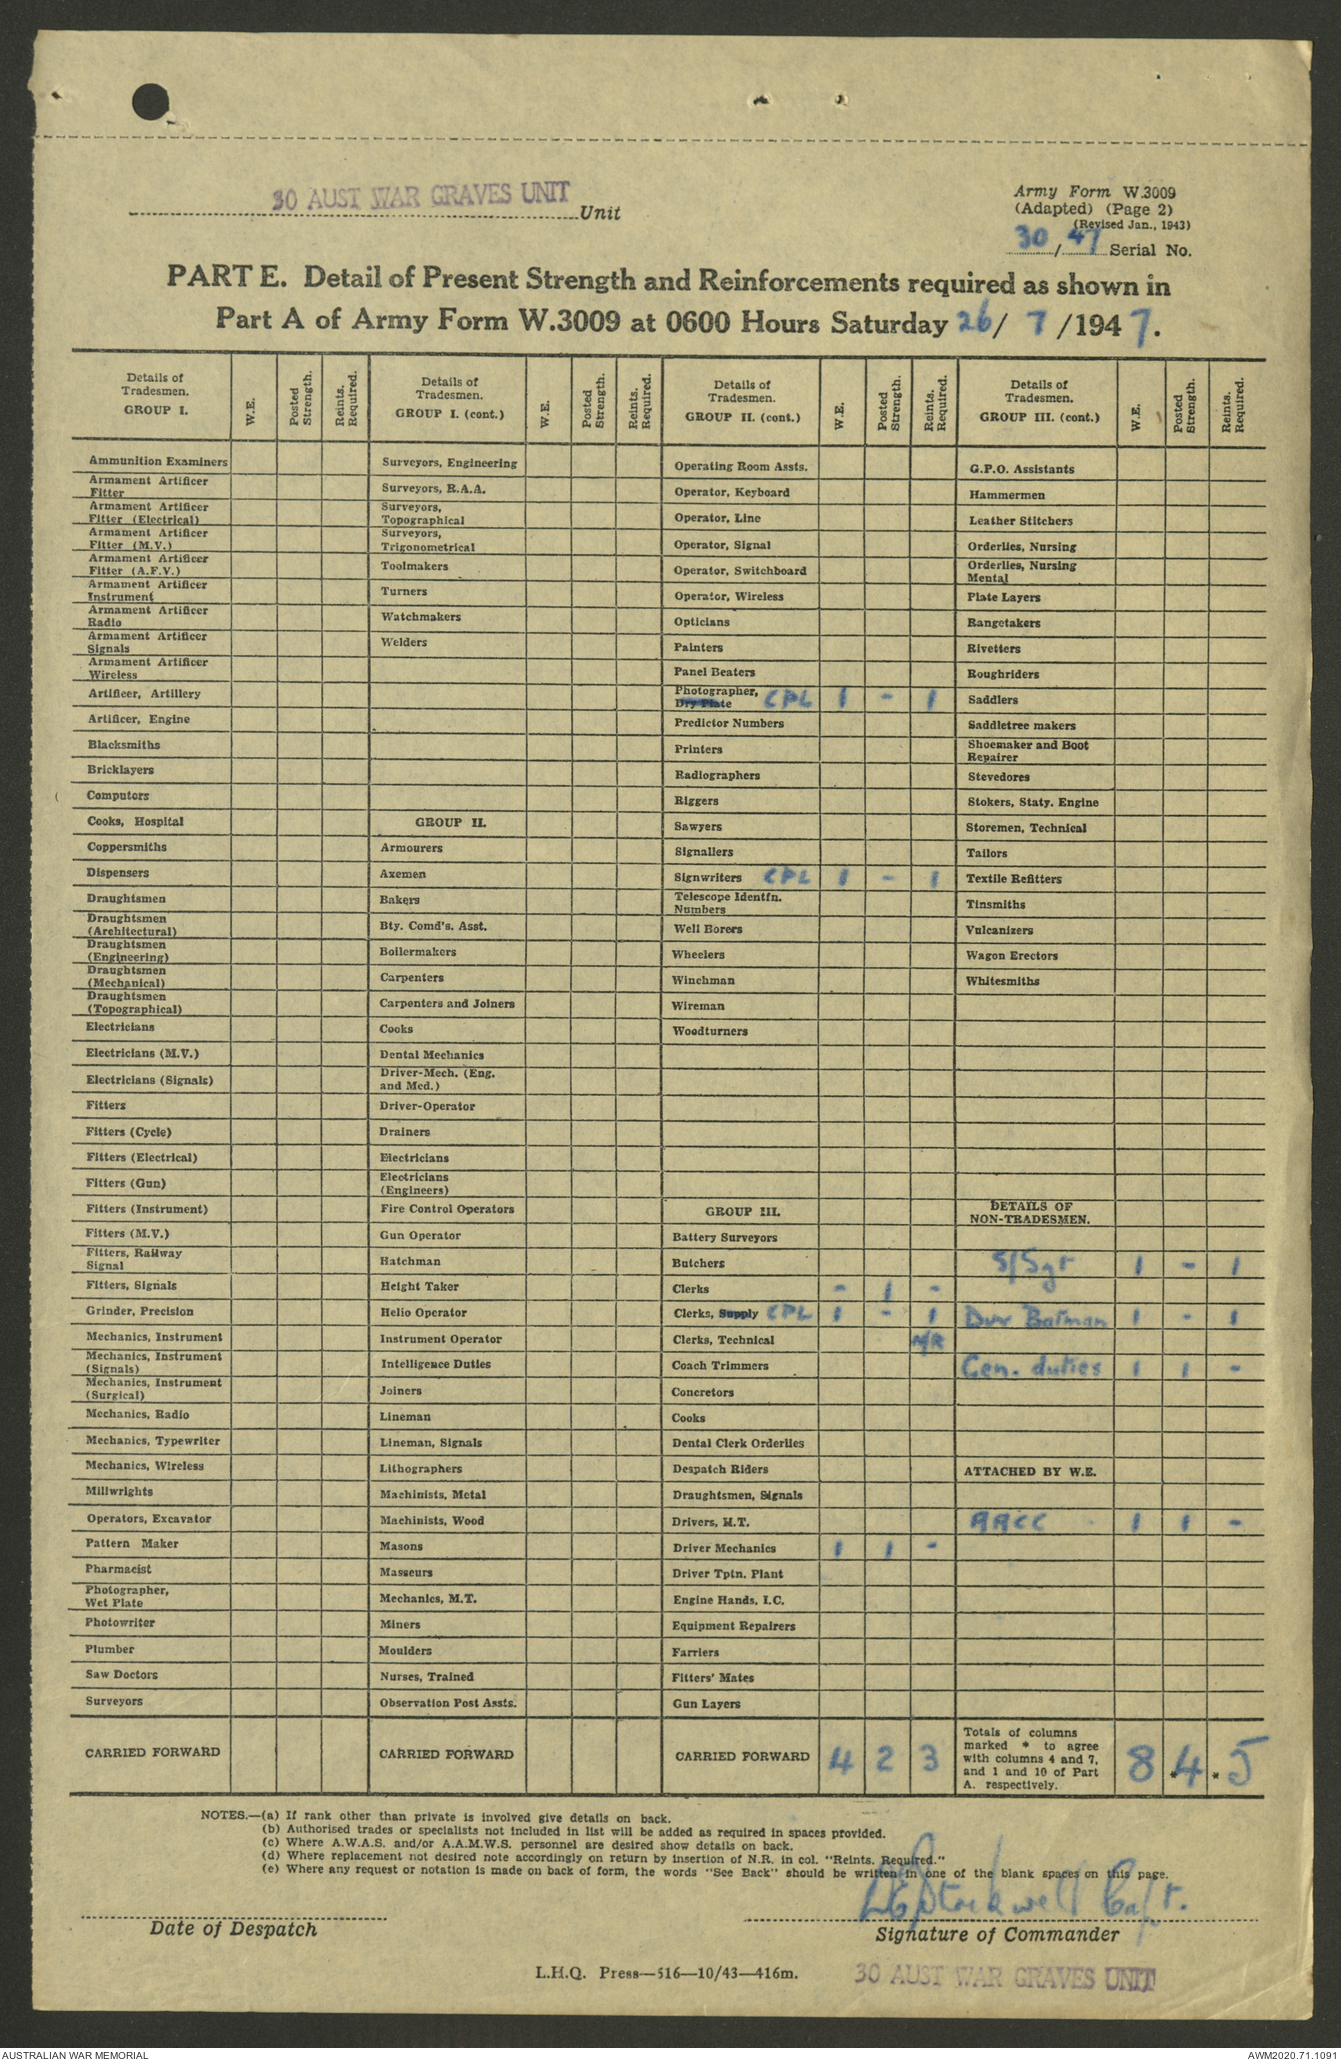 30 AUST WAR GRAVES UNIT Unit
Army Form W.3009
(Adapted) (Page 2)
(Revised Jan., 1943)
30 / 47 Serial No.
PART E. Detail of Present Strength and Reinforcements required as shown in
Part A of Army Form W.3009 at 0600 Hours Saturday 26/ 7 /1947.
Details of Tradesmen. GROUP I.
W.E.
Posted Strength.
Reints. Required.
Ammunition Examiners
Armament Artificer
Fitter
Armament Artificer
Fitter (Electrical)
Armament Artificer
Fitter (M.V.)
Armament Artificer
Fitter (A.F.V.)
Armament Artificer
Instrument
Armament Artificer
Radio
Armament Artificer
Signals
Armament Artificer
Wireless
Artificer, Artillery
Artificer, Engine
Blacksmiths
Bricklayers
Computors
Cooks, Hospital
Coppersmiths
Dispensers
Draughtsmen
Draughtsmen
(Architectural)
Draughtsmen
(Engineering)
Draughtsmen
(Mechanical)
Draughtsmen
(Topographical)
Electricians
Electricians (M.V.)
Electricians (Signals)
Fitters
Fitters (Cycle)
Fitters (Electrical)
Fitters (Gun)
Fitters (Instrument)
Fitters (M.V.)
Fitters, Railway
Signal
Fitters, Signals
Grinder, Precision
Mechanics, Instrument
Mechanics, Instrument
(Signals)
Mechanics, Instrument
(Surgical)
Mechanics, Radio
Mechanics, Typewriter
Mechanics, Wireless
Millwrights
Operators, Excavator
Pattern Maker
Pharmacist
Photographer,
Wet Plate
Photowriter
Plumber
Saw Doctors
Surveyors
CARRIED FORWARD
Details of Tradesmen. GROUP I. (cont.)
W.E.
Posted Strength.
Reints. Required.
Surveyors, Engineering
Surveyors, R.A.A.
Surveyors,
Topographical
Surveyors,
Trigonometrical
Toolmakers
Turners
Watchmakers
Welders
GROUP II.
Armourers
Axemen
Bakers
Bty. Comd's. Asst.
Boilermakers
Carpenters
Carpenters and Joiners
Cooks
Dental Mechanics
Driver-Mech. (Eng.
and Med.)
Driver-Operator
Drainers
Electricians
Electricians
(Engineers)
Fire Control Operators
Gun Operator
Hatchman
Height Taker
Helio Operator
Instrument Operator
Intelligence Duties
Joiners
Lineman
Lineman, Signals
Lithographers
Machinists, Metal
Machinists, Wood
Masons
Masseurs
Mechanics, M.T.
Miners
Moulders
Nurses, Trained
Observation Post Assts.
CARRIED FORWARD
Details of Tradesmen. GROUP II. (cont.)
W.E.
Posted Strength.
Reints. Required.
Operating Room Assts.
Operator, Keyboard
Operator, Line
Operator, Signal
Operator, Switchboard
Operator, Wireless
Opticians
Painters
Panel Beaters
Photographer,
Dry Plate CPL 1 - 1
Predictor Numbers
Printers
Radiographers
Riggers
Sawyers
Signallers
Signwriters CPL 1 - 1
Telescope Identfn.
Numbers
Well Borers
Wheelers
Winchman
Wireman
Woodturners
GROUP III.
Battery Surveyors
Butchers
Clerks - 1 -
Clerks, Supply CPL 1 - 1
Clerks, Technical N/R
Coach Trimmers
Concretors
Cooks
Dental Clerk Orderlies
Despatch Riders
Draughtsmen, Signals
Drivers, M.T.
Driver Mechanics 1 1 -
Driver Tptn. Plant
Engine Hands, I.C.
Equipment Repairers
Farriers
Fitters' Mates
Gun Layers
CARRIED FORWARD 4 2 3
Details of Tradesmen. GROUP III. (cont.)
W.E.
Posted Strength.
Reints. Required.
G.P.O. Assistants
Hammermen
Leather Stitchers
Orderlies, Nursing
Orderlies, Nursing
Mental
Plate Layers
Rangetakers
Rivetters
Roughriders
Saddlers
Saddletree makers
Shoemaker and Boot
Repairer
Stevedores
Stokers, Staty. Engine
Storemen, Technical
Tailors
Textile Refitters
Tinsmiths
Vulcanizers
Wagon Erectors
Whitesmiths
DETAILS OF
NON-TRADESMEN.
S/Sgt 1 - 1
Dvr Batman 1 - 1
Gen. duties 1 1 -
ATTACHED BY W.E.
AACC 1 1 -
Totals of columns
marked * to agree
with columns 4 and 7,
and 1 and 10 of Part
A. respectively.
8 *4 *5
NOTES.—(a) If rank other than private is involved give details on back.
(b) Authorised trades or specialists not included in list will be added as required in spaces provided.
(c) Where A.W.A.S. and/or A.A.M.W.S. personnel are desired show details on back.
(d) Where replacement not desired note accordingly on return by insertion of N.R. in col. "Reints. Required."
(e) Where any request or notation is made on back of form, the words "See Back" should be written in one of the blank spaces on this page.
Stockwell Capt.
Date of Despatch
Signature of Commander
L.H.Q. Press—516—10/43—416m.
30 AUST WAR GRAVES UNIT
AUSTRALIAN WAR MEMORIAL
AWM2020.71.1091